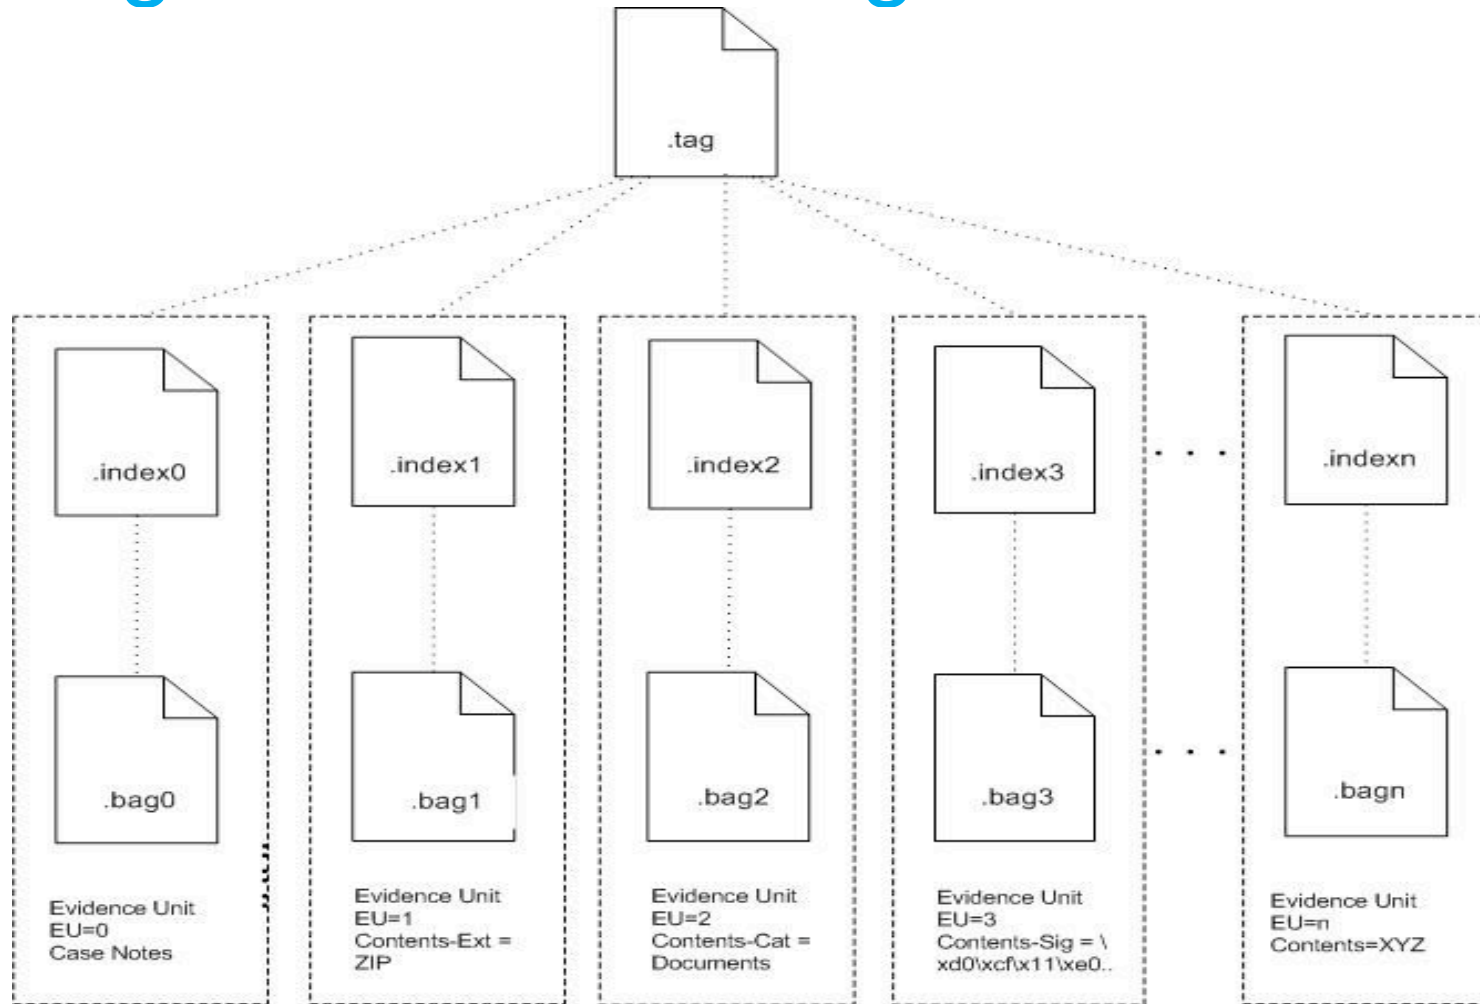 .tag
.index0
.index1
.index2
.index3
. . .
.indexn
.bag0
.bag1
.bag2
.bag3
. . .
.bagn
Evidence Unit
EU=0
Case Notes
Evidence Unit
EU=1
Contents-Ext =
ZIP
Evidence Unit
EU=2
Contents-Cat =
Documents
Evidence Unit
EU=3
Contents-Sig = \
xd0\xcf\x11\xe0..
Evidence Unit
EU=n
Contents=XYZ